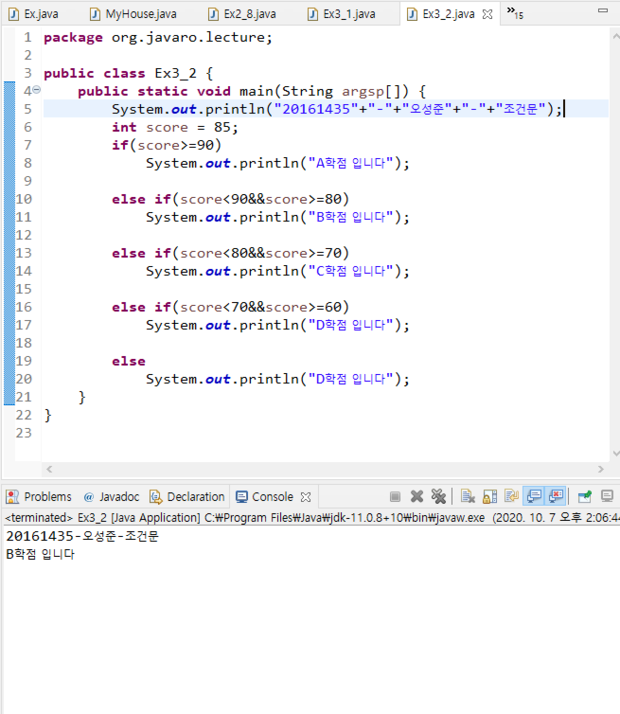 Ex.java MyHouse.java Ex2_8.java Ex3_1.java Ex3_2.java »15
1 package org.javaro.lecture;
2
3 public class Ex3_2 {
4 public static void main(String argsp[]) {
5 System.out.println("20161435"+"-"+"오성준"+"-"+"조건문");
6 int score = 85;
7 if(score>=90)
8 System.out.println("A학점 입니다");
9
10 else if(score<90&&score>=80)
11 System.out.println("B학점 입니다");
12
13 else if(score<80&&score>=70)
14 System.out.println("C학점 입니다");
15
16 else if(score<70&&score>=60)
17 System.out.println("D학점 입니다");
18
19 else
20 System.out.println("D학점 입니다");
21 }
22 }
23
Problems @ Javadoc Declaration Console
<terminated> Ex3_2 [Java Application] C:₩Program Files₩Java₩jdk-11.0.8+10₩bin₩javaw.exe (2020. 10. 7 오후 2:06:44
20161435-오성준-조건문
B학점 입니다